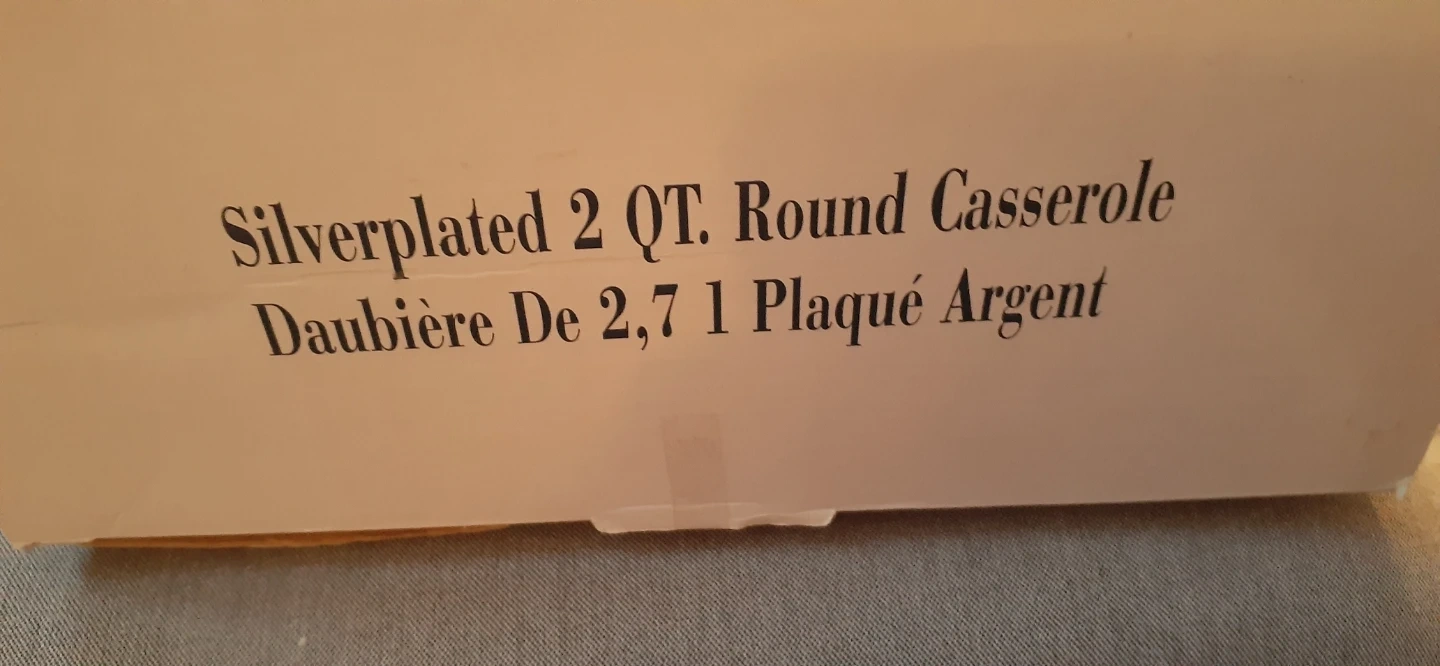 Silverplated 2 QT. Round Casserole
Daubière De 2,7 1 Plaqué Argent